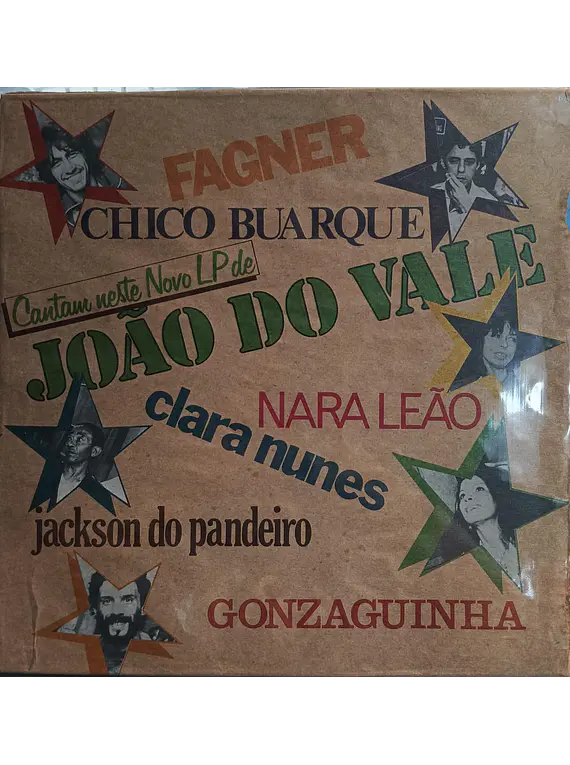 FAGNER
CHICO BUARQUE
Cantam neste Novo LP de
JOÃO DO VALE
NARA LEÃO
clara nunes
jackson do pandeiro
GONZAGUINHA